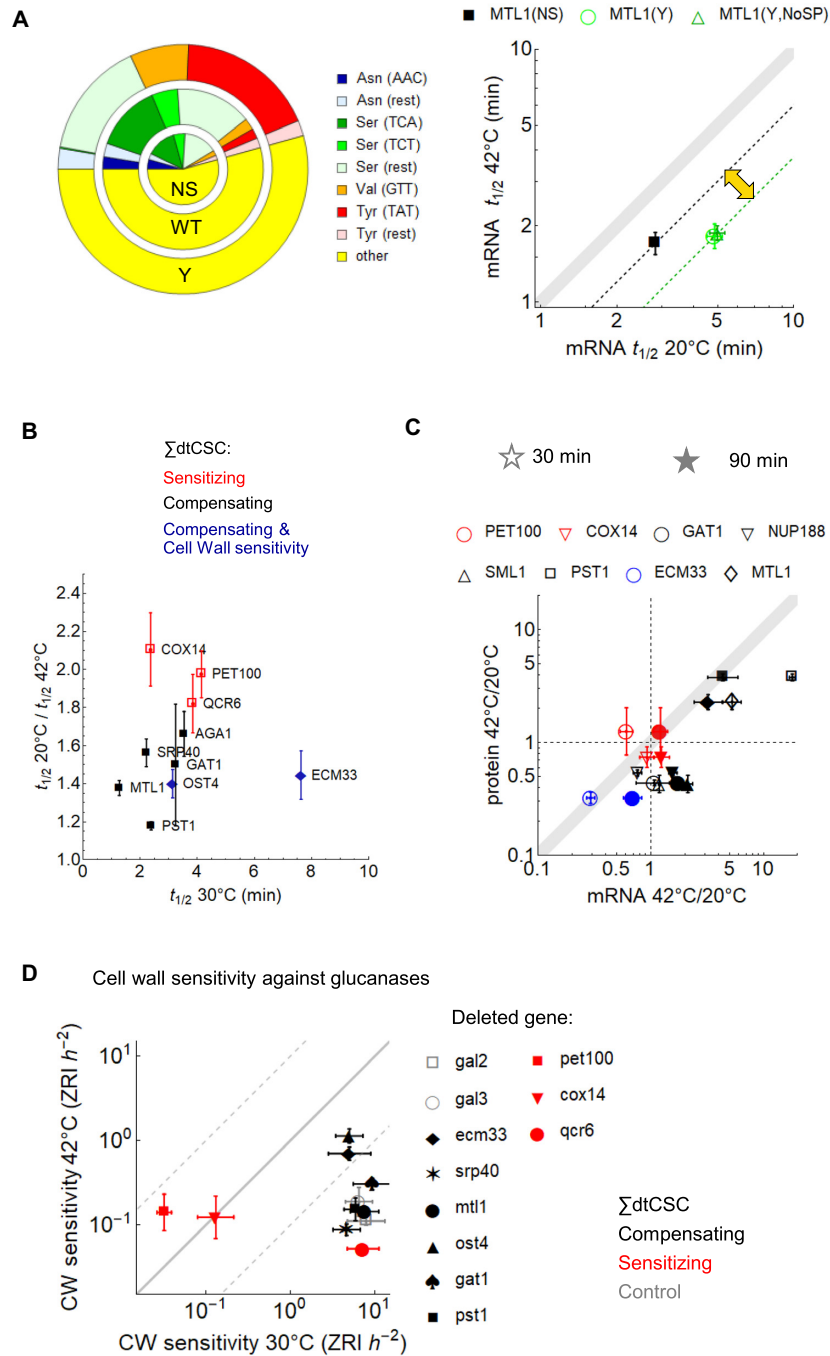 A
Asn (AAC)
Asn (rest)
Ser (TCA)
Ser (TCT)
Ser (rest)
Val (GTT)
Tyr (TAT)
Tyr (rest)
other
NS
WT
Y
MTL1(NS) MTL1(Y) MTL1(Y,NoSP)
mRNA t1/2 42°C (min)
10
5
2
1
1 2 5 10
mRNA t1/2 20°C (min)
B
∑dtCSC:
Sensitizing
Compensating
Compensating &
Cell Wall sensitivity
t1/2 20°C / t1/2 42°C
2.4
2.2
2.0
1.8
1.6
1.4
1.2
1.0
COX14
PET100
QCR6
AGA1
SRP40
GAT1
OST4
MTL1
ECM33
PST1
0 2 4 6 8 10
t1/2 30°C (min)
C
30 min 90 min
PET100 COX14 GAT1 NUP188
SML1 PST1 ECM33 MTL1
protein 42°C/20°C
10
5
1
0.5
0.1
0.1 0.5 1 5 10
mRNA 42°C/20°C
D
Cell wall sensitivity against glucanases
CW sensitivity 42°C (ZRI h−2)
10^1
10^0
10^−1
10^−1 10^0 10^1
CW sensitivity 30°C (ZRI h−2)
Deleted gene:
gal2
gal3
ecm33
srp40
mtl1
ost4
gat1
pst1
pet100
cox14
qcr6
∑dtCSC
Compensating
Sensitizing
Control